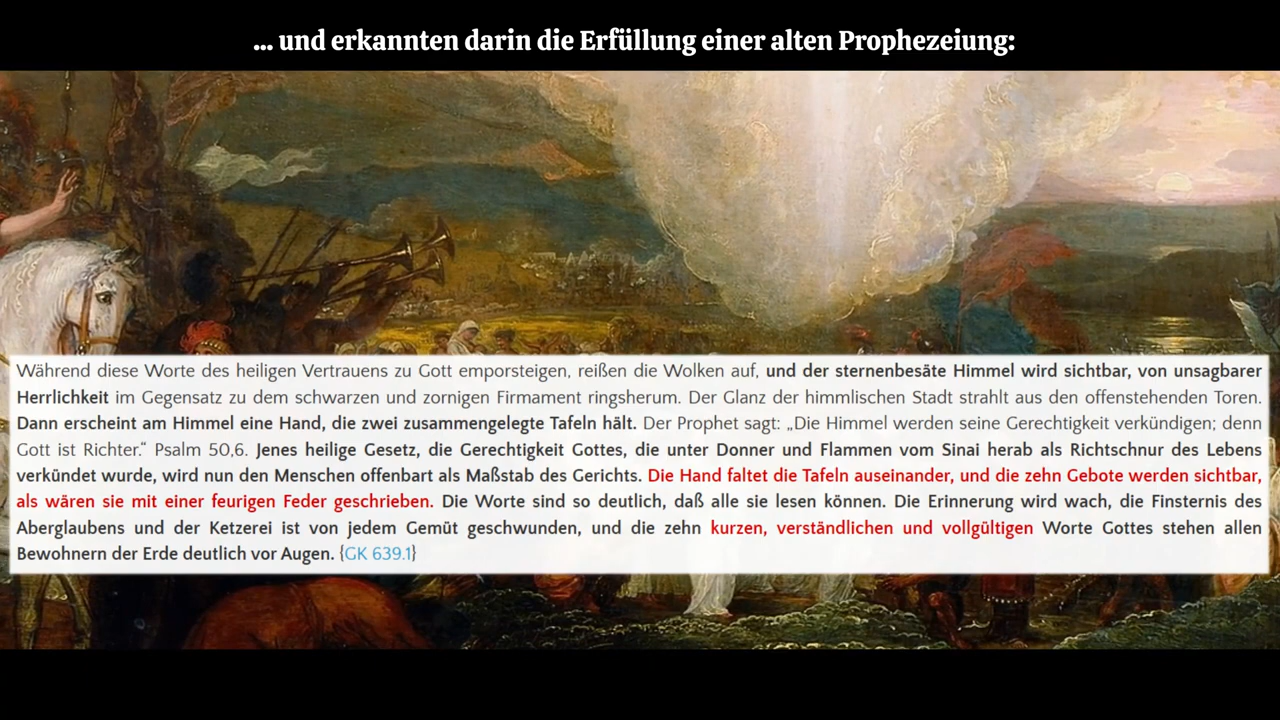 ... und erkannten darin die Erfüllung einer alten Prophezeiung:
Während diese Worte des heiligen Vertrauens zu Gott emporsteigen, reißen die Wolken auf, und der sternenbesäte Himmel wird sichtbar, von unsagbarer
Herrlichkeit im Gegensatz zu dem schwarzen und zornigen Firmament ringsherum. Der Glanz der himmlischen Stadt strahlt aus den offenstehenden Toren.
Dann erscheint am Himmel eine Hand, die zwei zusammengelegte Tafeln hält. Der Prophet sagt: „Die Himmel werden seine Gerechtigkeit verkündigen; denn
Gott ist Richter.“ Psalm 50,6. Jenes heilige Gesetz, die Gerechtigkeit Gottes, die unter Donner und Flammen vom Sinai herab als Richtschnur des Lebens
verkündet wurde, wird nun den Menschen offenbart als Maßstab des Gerichts. Die Hand faltet die Tafeln auseinander, und die zehn Gebote werden sichtbar,
als wären sie mit einer feurigen Feder geschrieben. Die Worte sind so deutlich, daß alle sie lesen können. Die Erinnerung wird wach, die Finsternis des
Aberglaubens und der Ketzerei ist von jedem Gemüt geschwunden, und die zehn kurzen, verständlichen und vollgültigen Worte Gottes stehen allen
Bewohnern der Erde deutlich vor Augen. {GK 639.1}